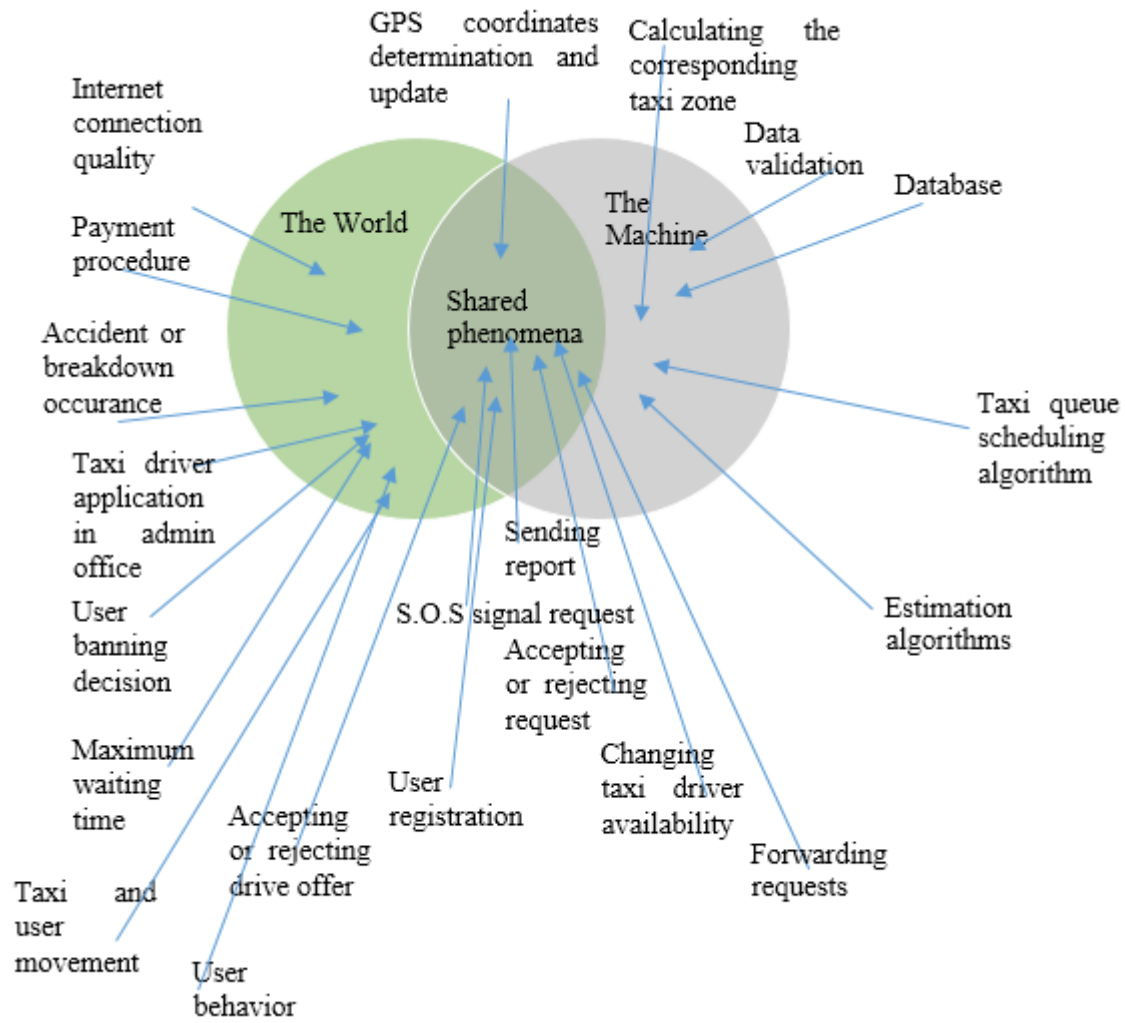 GPS coordinates
determination and
update
Calculating the
corresponding
taxi zone
Internet
connection
quality
Data
validation
Database
The World
The
Machine
Payment
procedure
Shared
phenomena
Accident or
breakdown
occurance
Taxi queue
scheduling
algorithm
Taxi driver
application
in admin
office
Sending
report
S.O.S signal request
Estimation
algorithms
User
banning
decision
Accepting
or rejecting
request
Maximum
waiting
time
User
registration
Changing
taxi driver
availability
Accepting
or rejecting
drive offer
Forwarding
requests
Taxi and
user
movement
User
behavior